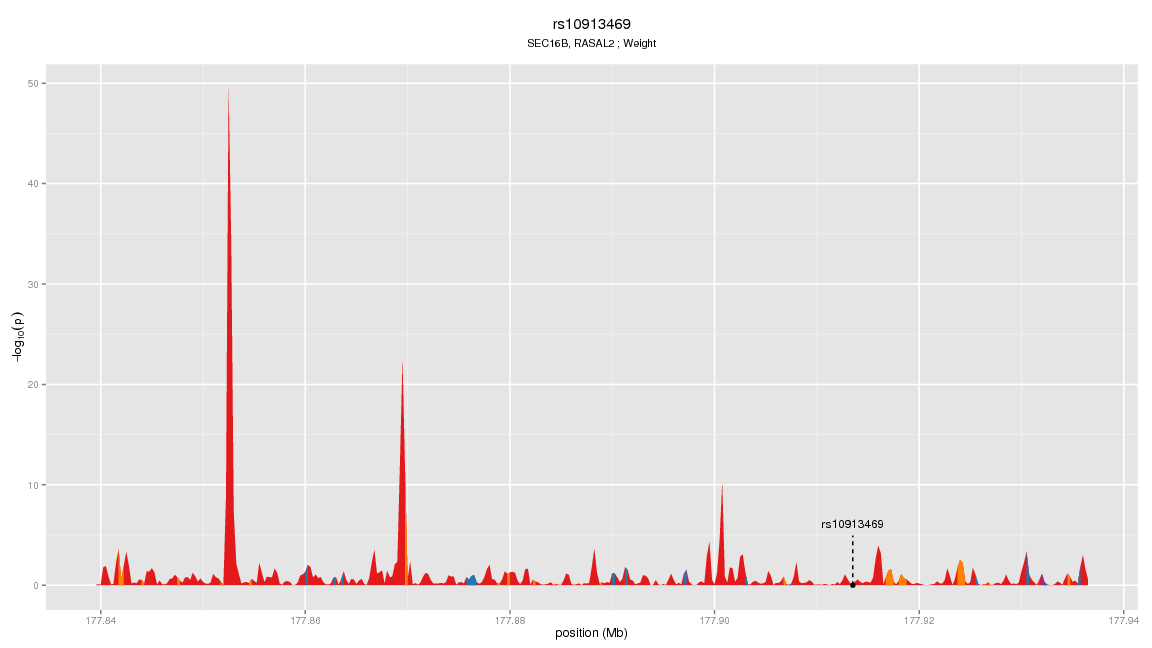 rs10913469
SEC16B, RASAL2 ; Weight
50
40
30
20
10
0
−log10(p)
rs10913469
177.84
177.86
177.88
177.90
177.92
177.94
position (Mb)